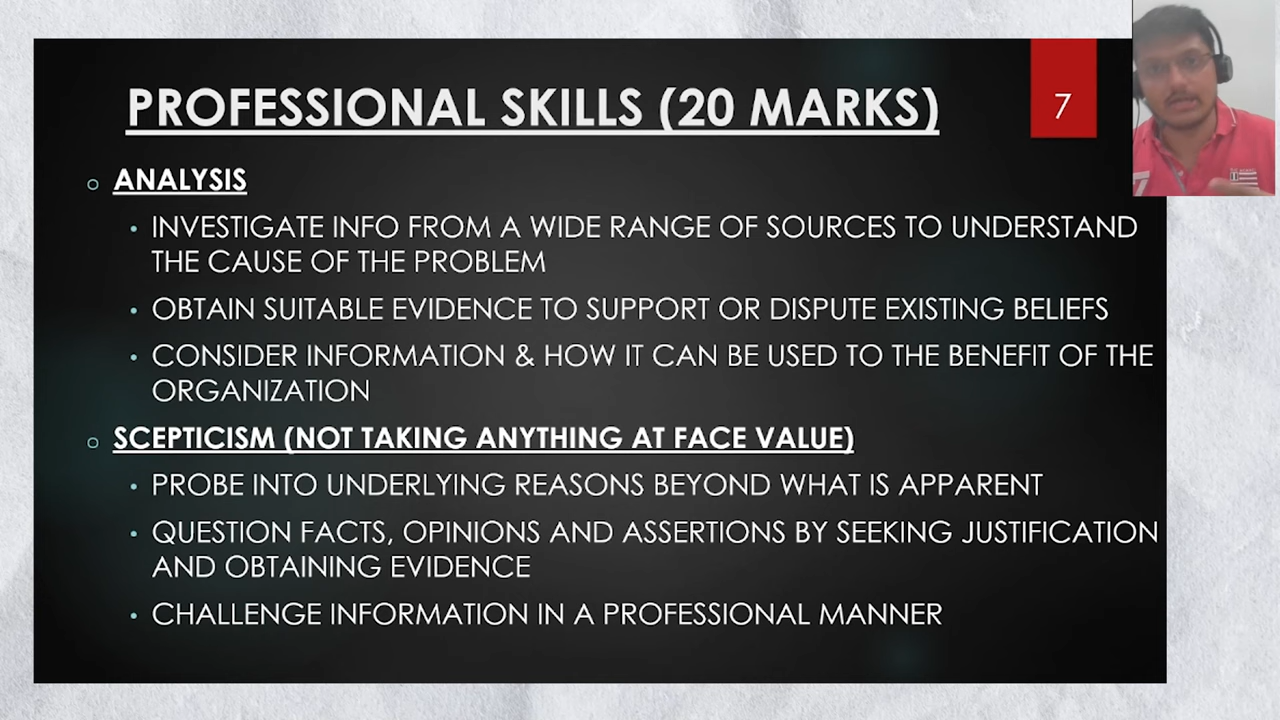 PROFESSIONAL SKILLS (20 MARKS)
7
ANALYSIS
INVESTIGATE INFO FROM A WIDE RANGE OF SOURCES TO UNDERSTAND
THE CAUSE OF THE PROBLEM
OBTAIN SUITABLE EVIDENCE TO SUPPORT OR DISPUTE EXISTING BELIEFS
CONSIDER INFORMATION & HOW IT CAN BE USED TO THE BENEFIT OF THE
ORGANIZATION
SCEPTICISM (NOT TAKING ANYTHING AT FACE VALUE)
PROBE INTO UNDERLYING REASONS BEYOND WHAT IS APPARENT
QUESTION FACTS, OPINIONS AND ASSERTIONS BY SEEKING JUSTIFICATION
AND OBTAINING EVIDENCE
CHALLENGE INFORMATION IN A PROFESSIONAL MANNER